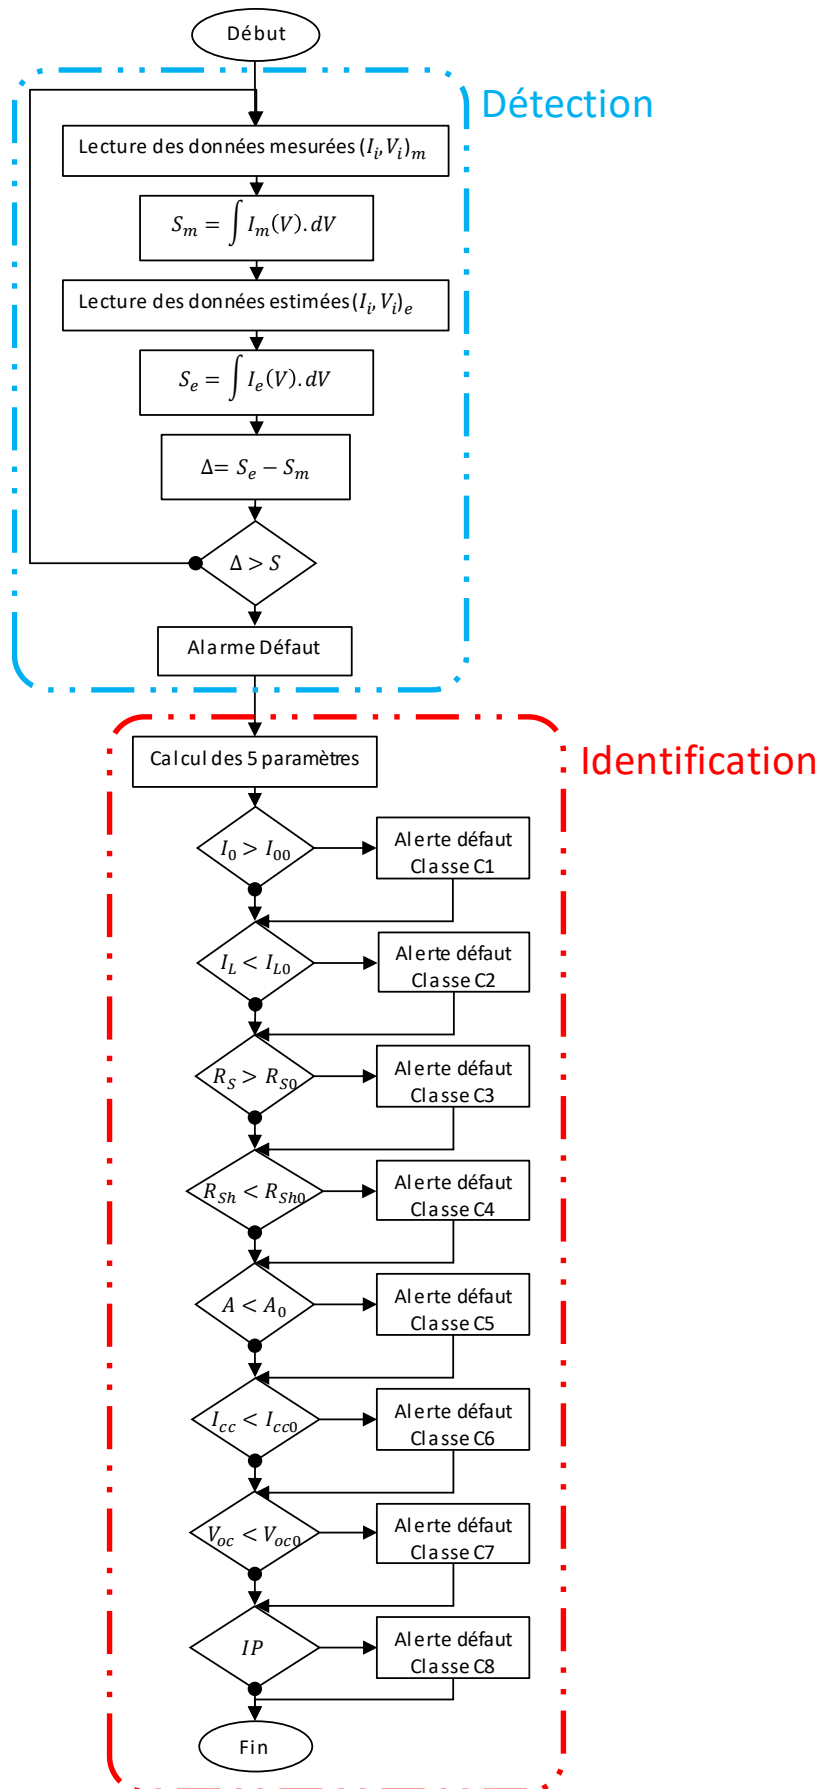 Début
Détection
Lecture des données mesurées (I_i, V_i)_m
S_m = ∫ I_m(V). dV
Lecture des données estimées (I_i, V_i)_e
S_e = ∫ I_e(V). dV
Δ= S_e − S_m
Δ > S
Alarme Défaut
Identification
Calcul des 5 paramètres
I_0 > I_00
Alerte défaut
Classe C1
I_L < I_L0
Alerte défaut
Classe C2
R_S > R_S0
Alerte défaut
Classe C3
R_Sh < R_Sh0
Alerte défaut
Classe C4
A < A_0
Alerte défaut
Classe C5
I_cc < I_cc0
Alerte défaut
Classe C6
V_oc < V_oc0
Alerte défaut
Classe C7
IP
Alerte défaut
Classe C8
Fin